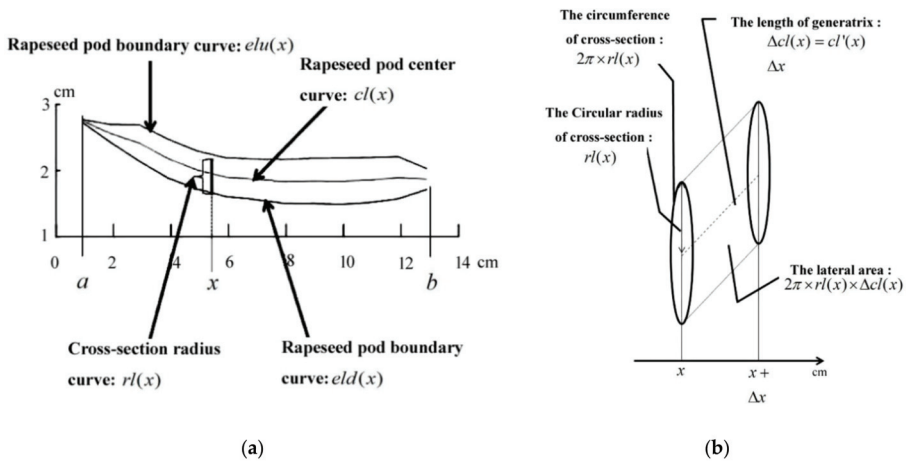 Rapeseed pod boundary curve: elu(x)
cm
3
Rapeseed pod center
curve: cl(x)
2
1
0
2
4
6
8
10
12
14 cm
a
x
b
Cross-section radius
curve: rl(x)
Rapeseed pod boundary
curve: eld(x)
(a)
The circumference
of cross-section :
2π×rl(x)
The length of generatrix :
Δcl(x) = cl'(x)
Δx
The Circular radius
of cross-section :
rl(x)
The lateral area :
2π×rl(x)×Δcl(x)
x
x +
Δx
cm
(b)